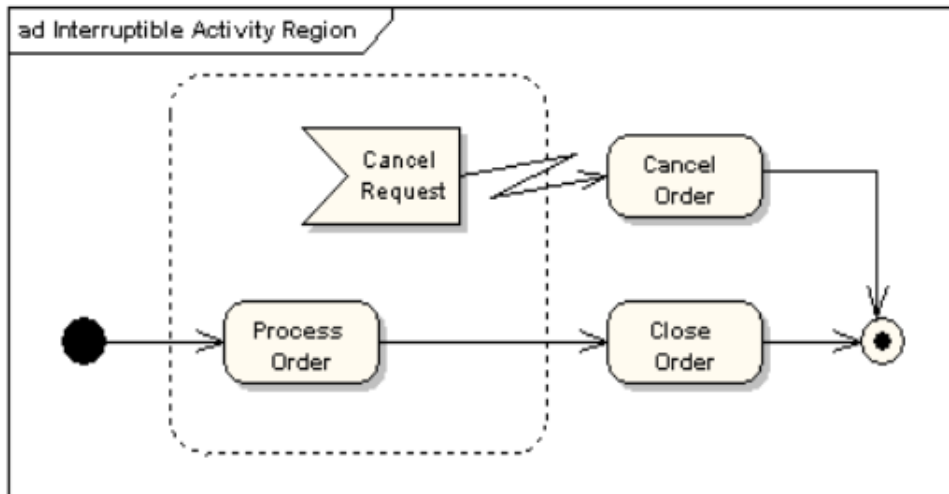 ad Interruptible Activity Region
Cancel
Request
Cancel
Order
Process
Order
Close
Order